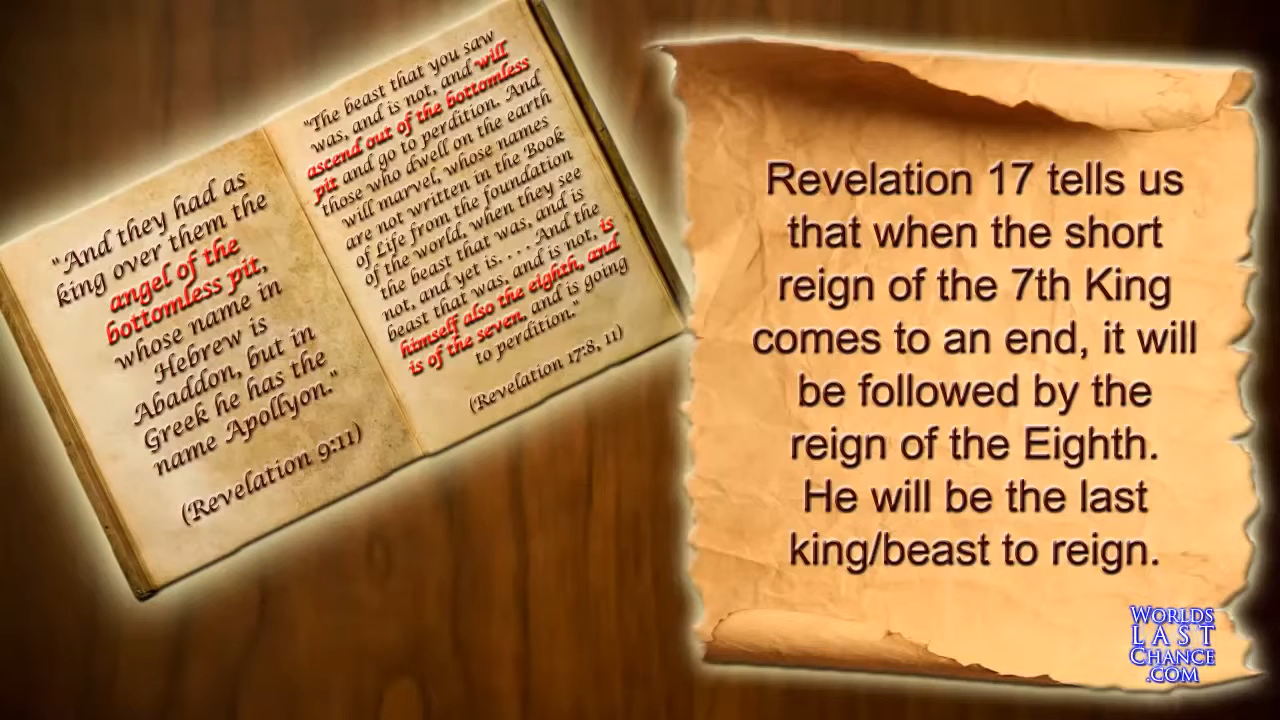 "And they had as
king over them the
angel of the
bottomless pit,
whose name in
Hebrew is
Abaddon, but in
Greek he has the
name Apollyon."
(Revelation 9:11)
"The beast that you saw
was, and is not, and will
ascend out of the bottomless
pit and go to perdition. And
those who dwell on the earth
will marvel, whose names
are not written in the Book
of Life from the foundation
of the world, when they see
the beast that was, and is
not, and yet is. . . . And the
beast that was, and is not, is
himself also the eighth, and
is of the seven, and is going
to perdition."
(Revelation 17:8, 11)
Revelation 17 tells us
that when the short
reign of the 7th King
comes to an end, it will
be followed by the
reign of the Eighth.
He will be the last
king/beast to reign.
WORLDS
LAST
CHANCE
.COM